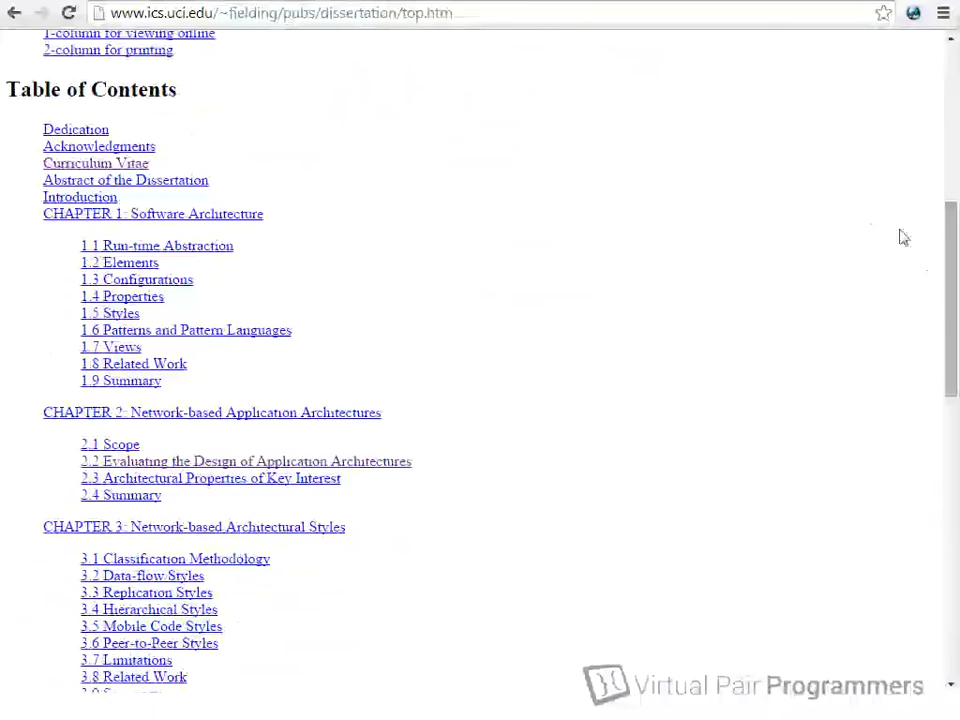 www.ics.uci.edu/~fielding/pubs/dissertation/top.htm
1-column for viewing online
2-column for printing
Table of Contents
Dedication
Acknowledgments
Curriculum Vitae
Abstract of the Dissertation
Introduction
CHAPTER 1: Software Architecture
1.1 Run-time Abstraction
1.2 Elements
1.3 Configurations
1.4 Properties
1.5 Styles
1.6 Patterns and Pattern Languages
1.7 Views
1.8 Related Work
1.9 Summary
CHAPTER 2: Network-based Application Architectures
2.1 Scope
2.2 Evaluating the Design of Application Architectures
2.3 Architectural Properties of Key Interest
2.4 Summary
CHAPTER 3: Network-based Architectural Styles
3.1 Classification Methodology
3.2 Data-flow Styles
3.3 Replication Styles
3.4 Hierarchical Styles
3.5 Mobile Code Styles
3.6 Peer-to-Peer Styles
3.7 Limitations
3.8 Related Work
Virtual Pair Programmers